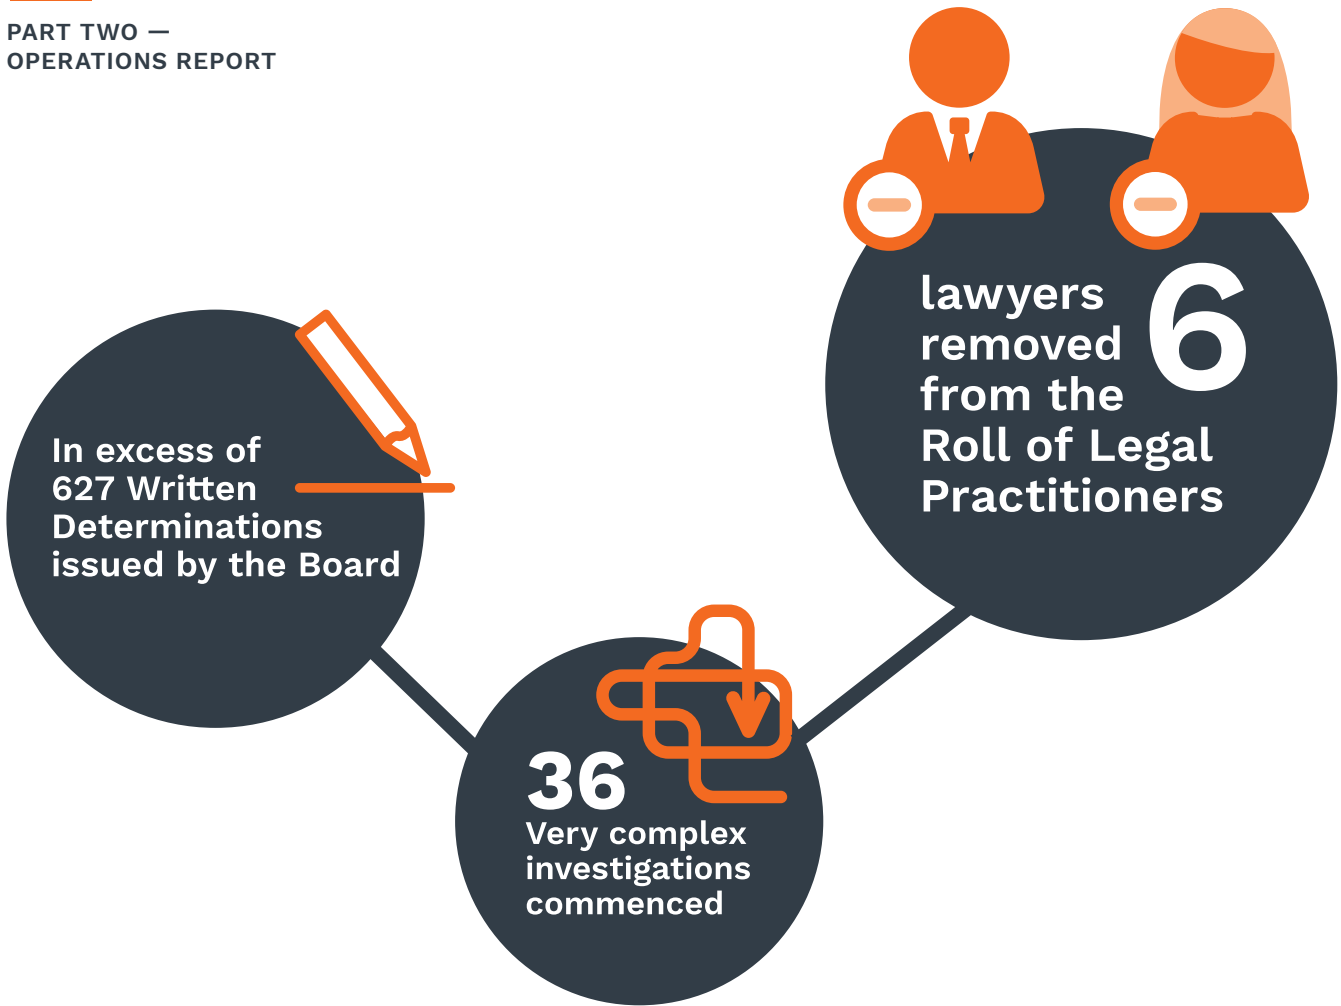 PART TWO —
OPERATIONS REPORT
6
lawyers
removed
from the
Roll of Legal
Practitioners
In excess of
627 Written
Determinations
issued by the Board
36
Very complex
investigations
commenced